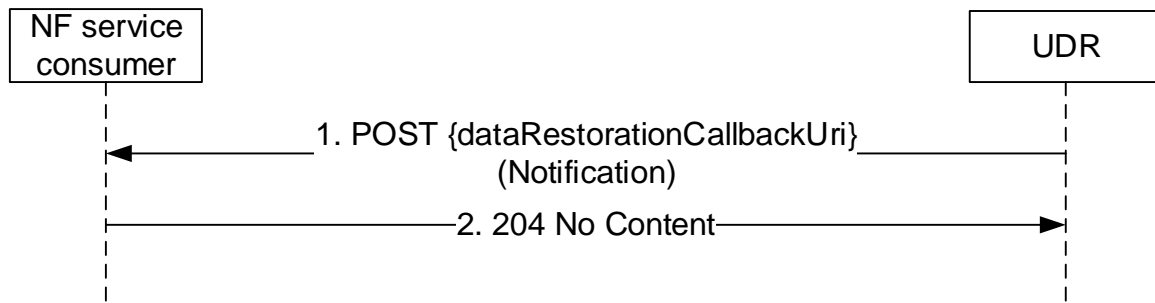 NF service
consumer
UDR
1. POST {dataRestorationCallbackUri}
(Notification)
2. 204 No Content